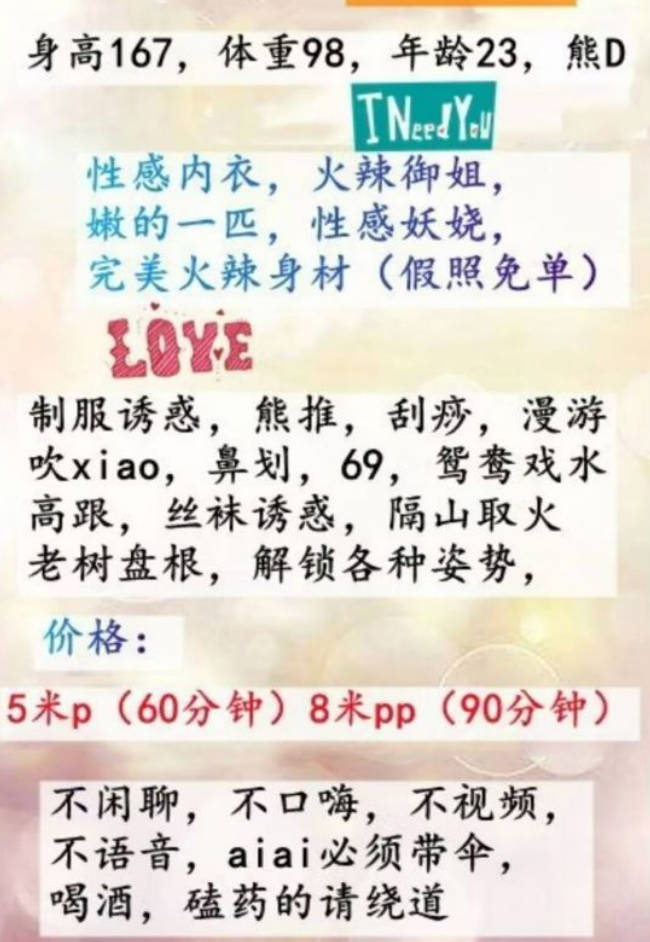 身高167，体重98，年龄23，熊D
I Need You
性感内衣，火辣御姐，
嫩的一匹，性感妖娆，
完美火辣身材（假照免单）
LOVE
制服诱惑，熊推，刮痧，漫游
吹xiao，鼻划，69，鸳鸯戏水
高跟，丝袜诱惑，隔山取火
老树盘根，解锁各种姿势，
价格：
5米p（60分钟）8米pp（90分钟）
不闲聊，不口嗨，不视频，
不语音，aiai必须带伞，
喝酒，磕药的请绕道